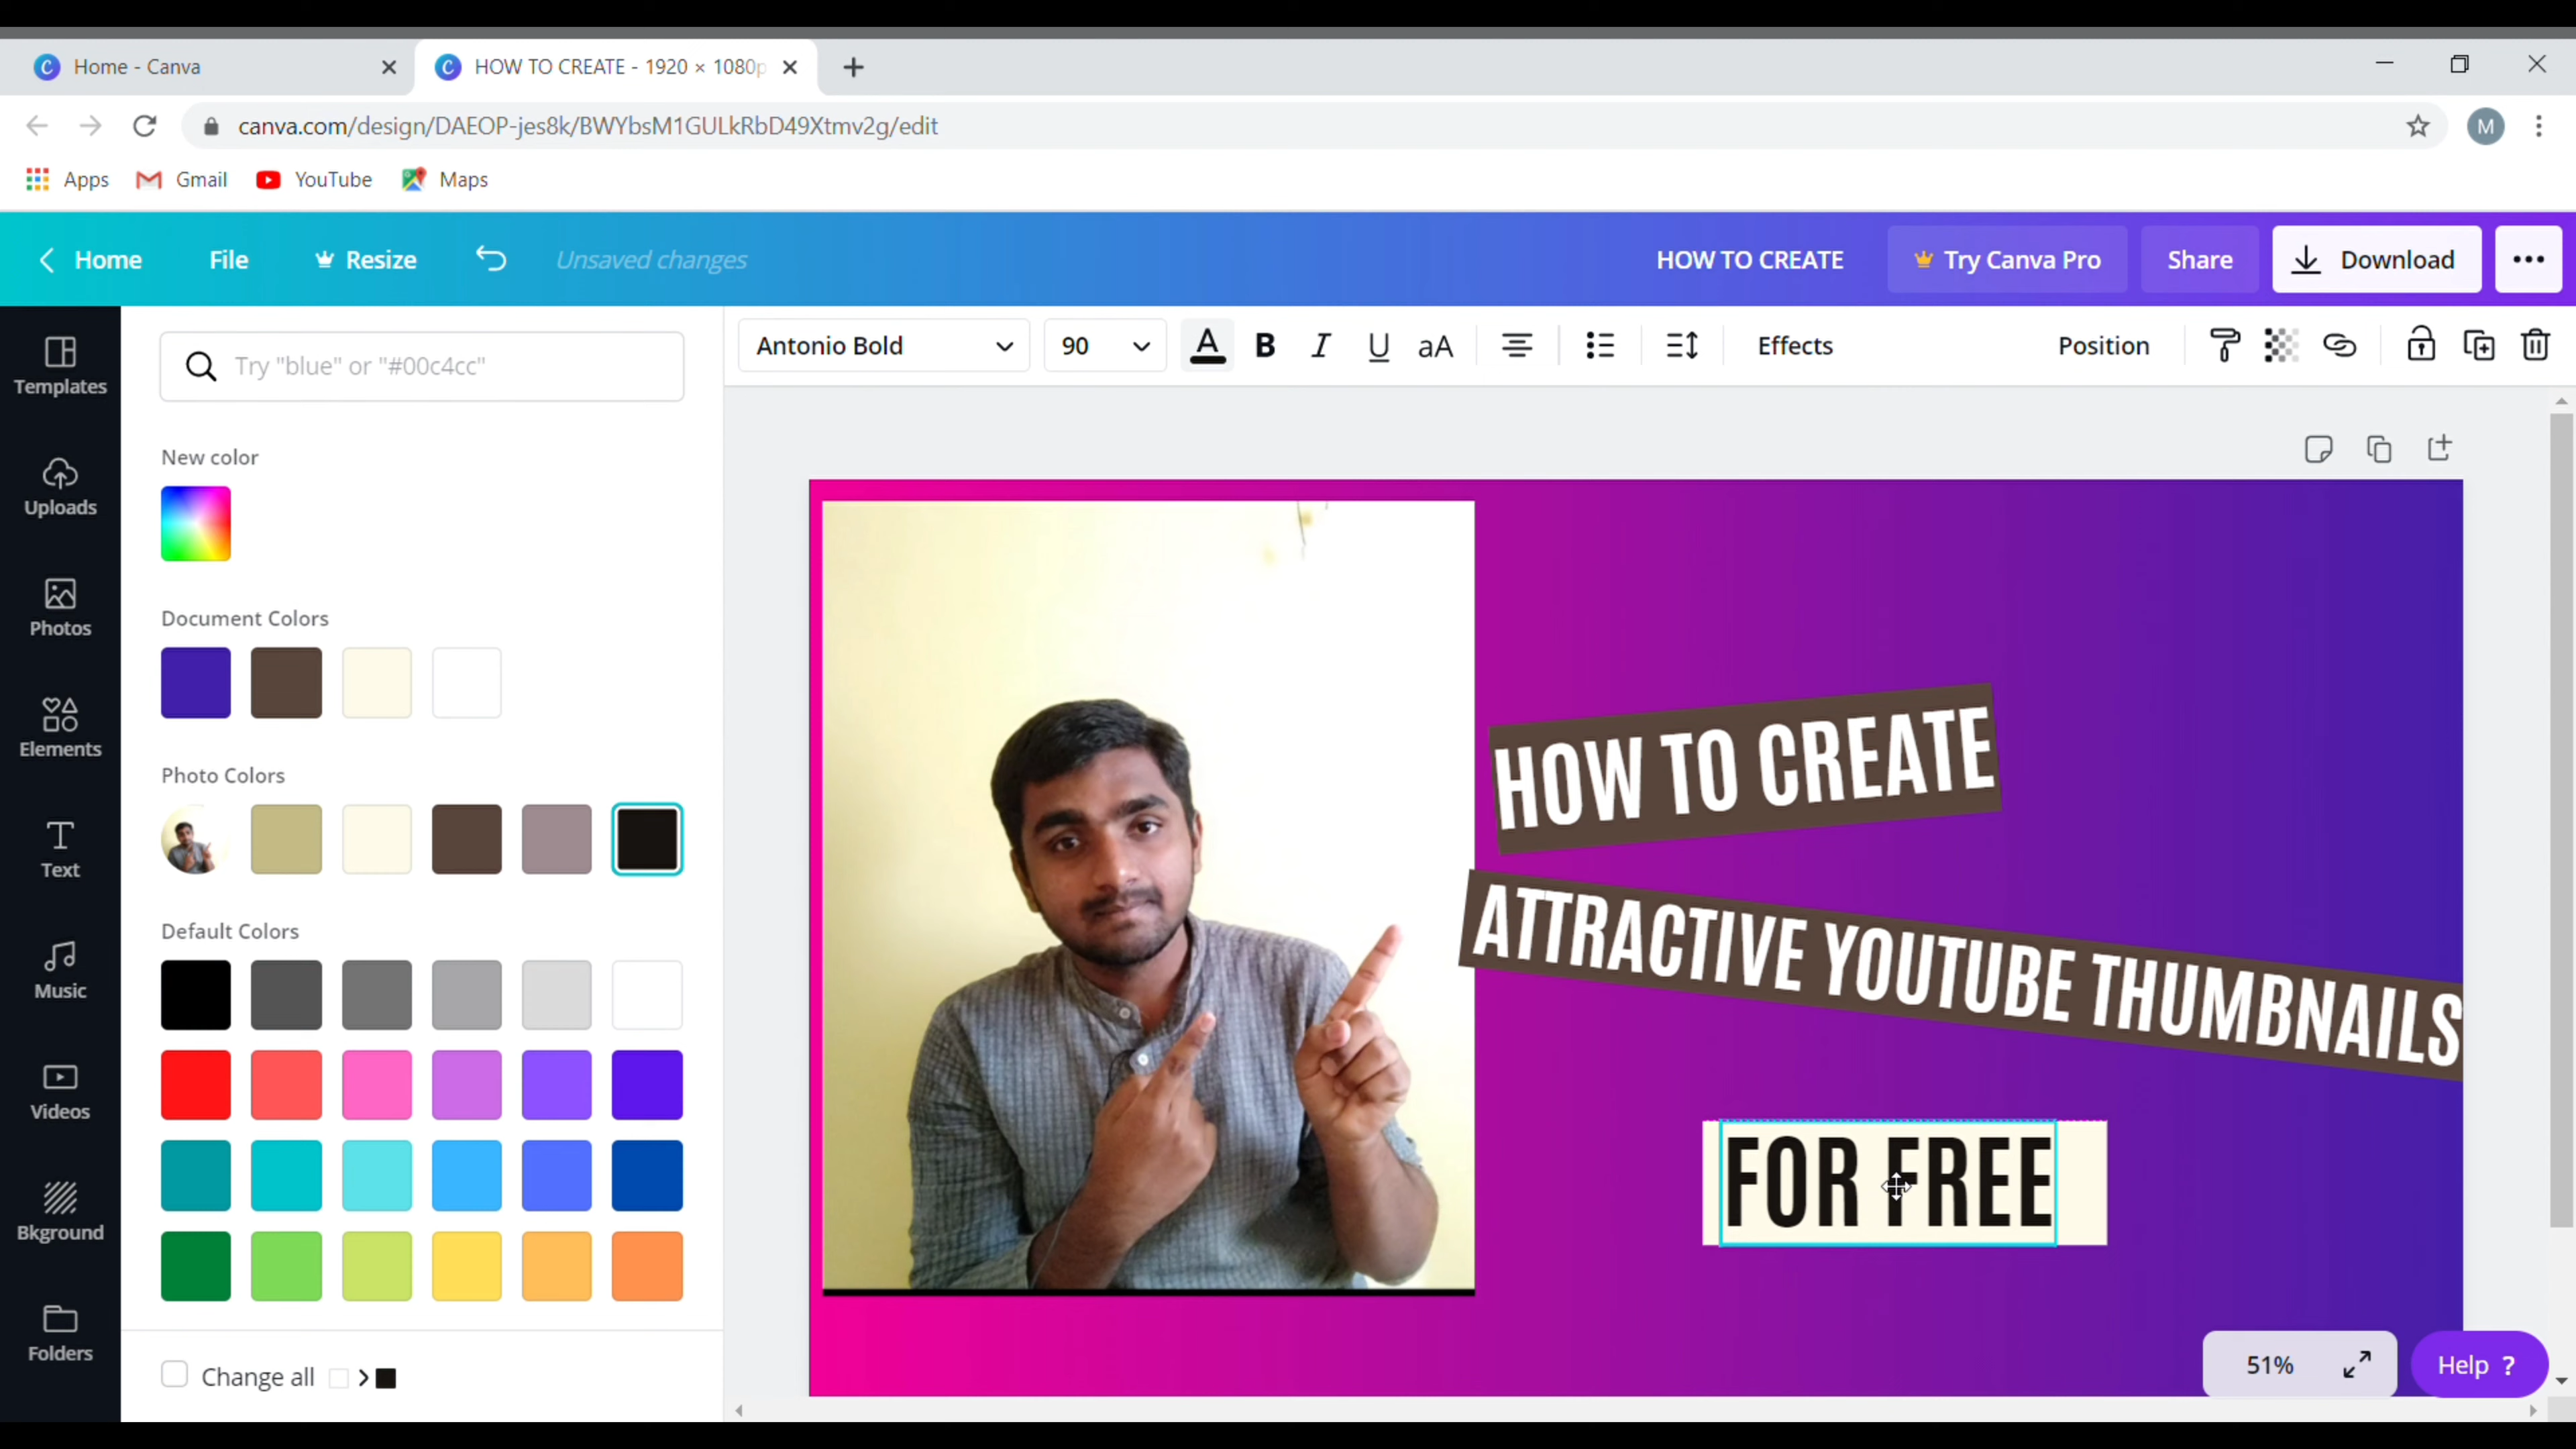 Home - Canva
HOW TO CREATE - 1920 × 1080p
canva.com/design/DAEOP-jes8k/BWYbsM1GULkRbD49Xtmv2g/edit
M
Apps
Gmail
YouTube
Maps
Home
File
Resize
Unsaved changes
HOW TO CREATE
Try Canva Pro
Share
Download
Templates
Uploads
Photos
Elements
Text
Music
Videos
Bkground
Folders
Try "blue" or "#00c4cc"
New color
Document Colors
Photo Colors
Default Colors
Change all
Antonio Bold
90
A
B
I
U
aA
Effects
Position
HOW TO CREATE
ATTRACTIVE YOUTUBE THUMBNAILS
FOR FREE
51%
Help ?